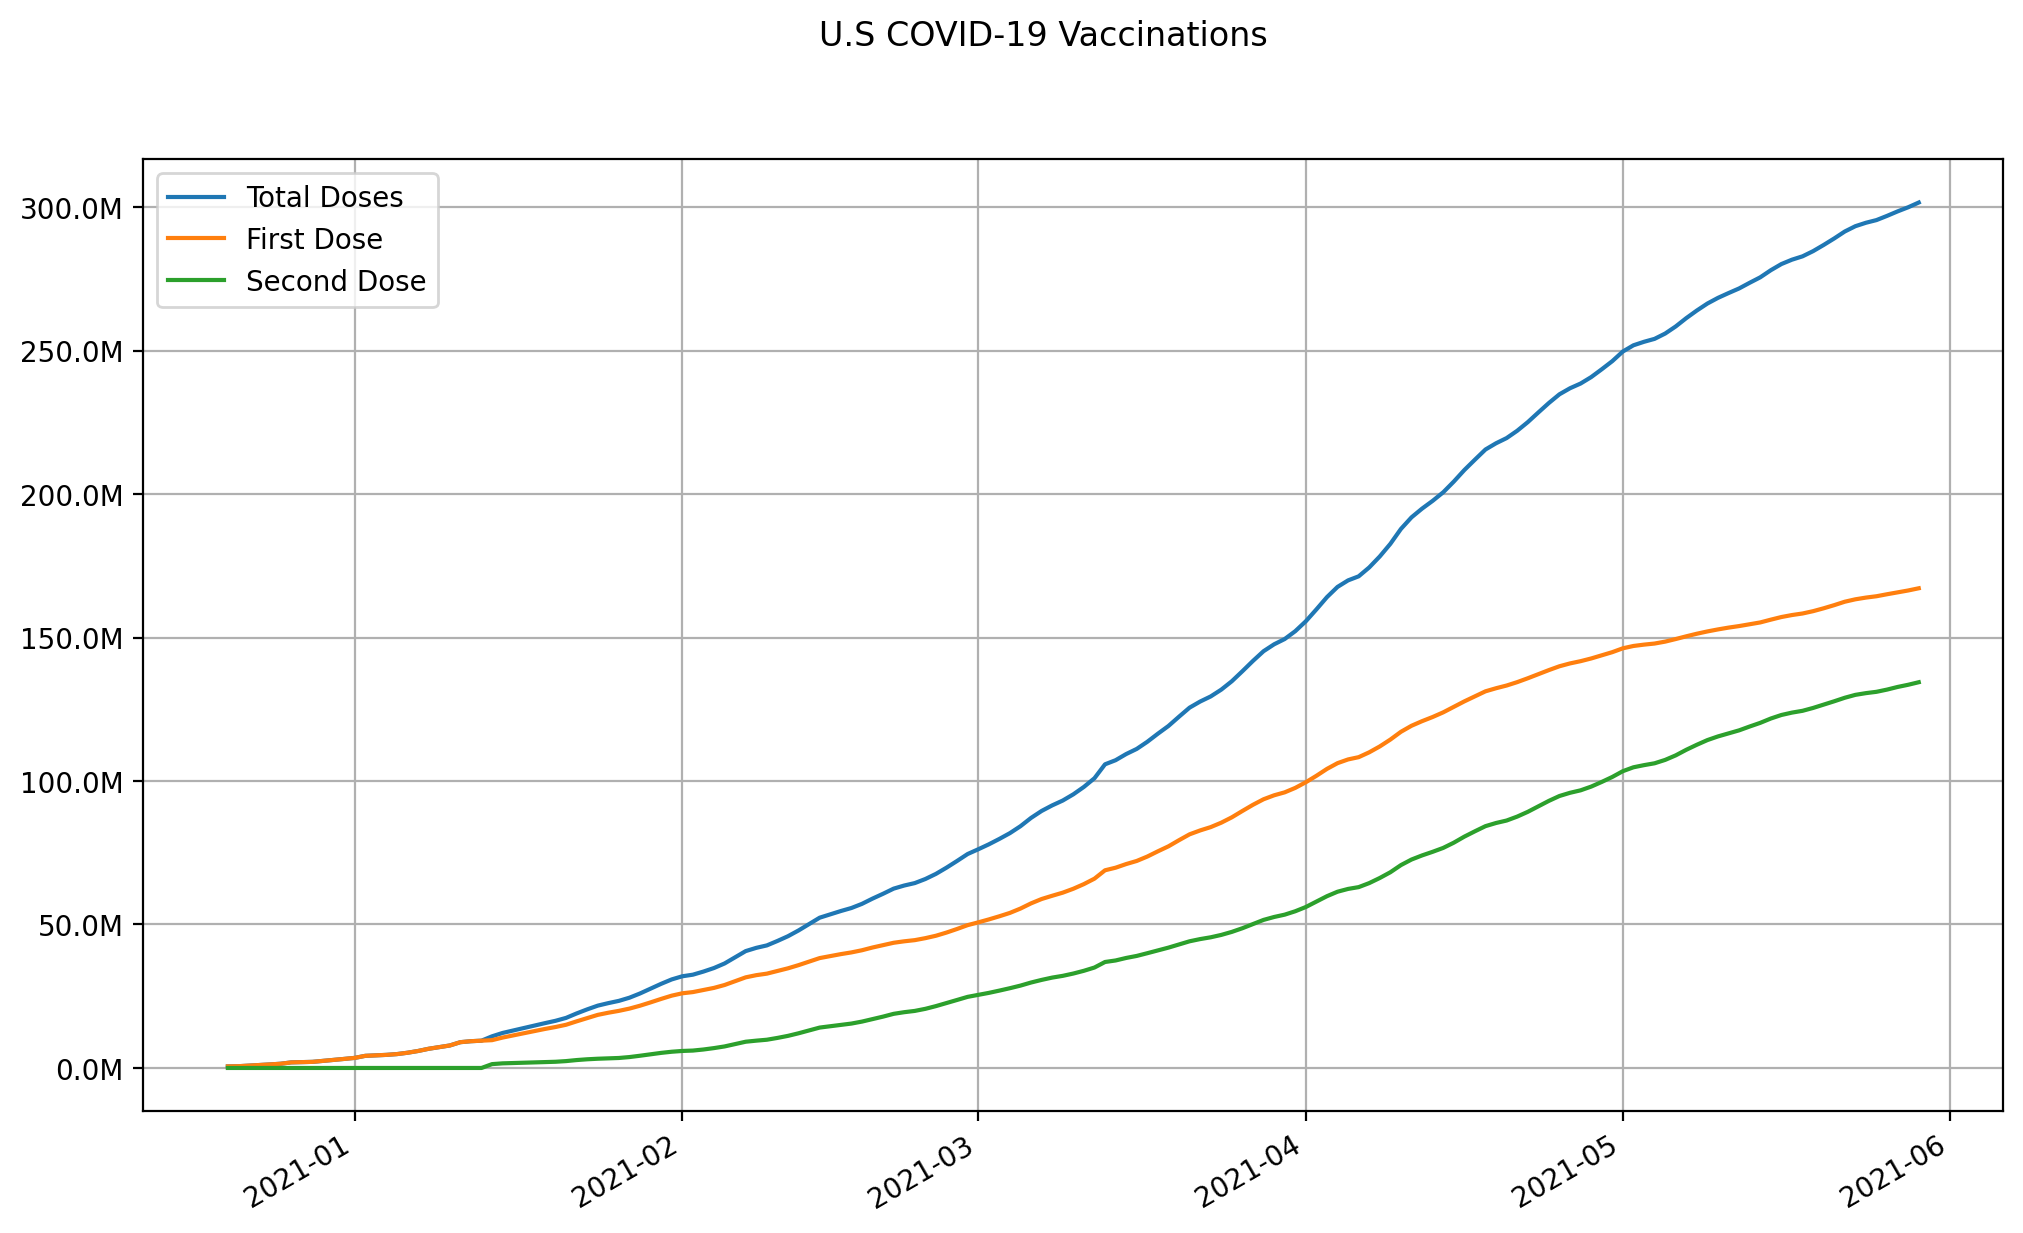 U.S COVID-19 Vaccinations
Total Doses
First Dose
Second Dose
300.0M
250.0M
200.0M
150.0M
100.0M
50.0M
0.0M
2021-01
2021-02
2021-03
2021-04
2021-05
2021-06